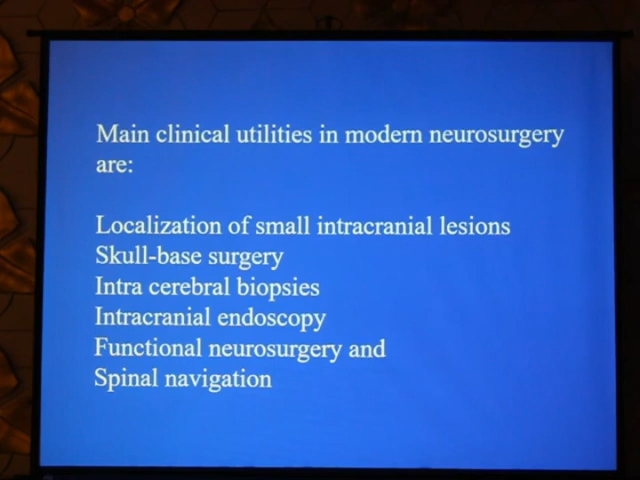 Main clinical utilities in modern neurosurgery
are:
Localization of small intracranial lesions
Skull-base surgery
Intra cerebral biopsies
Intracranial endoscopy
Functional neurosurgery and
Spinal navigation